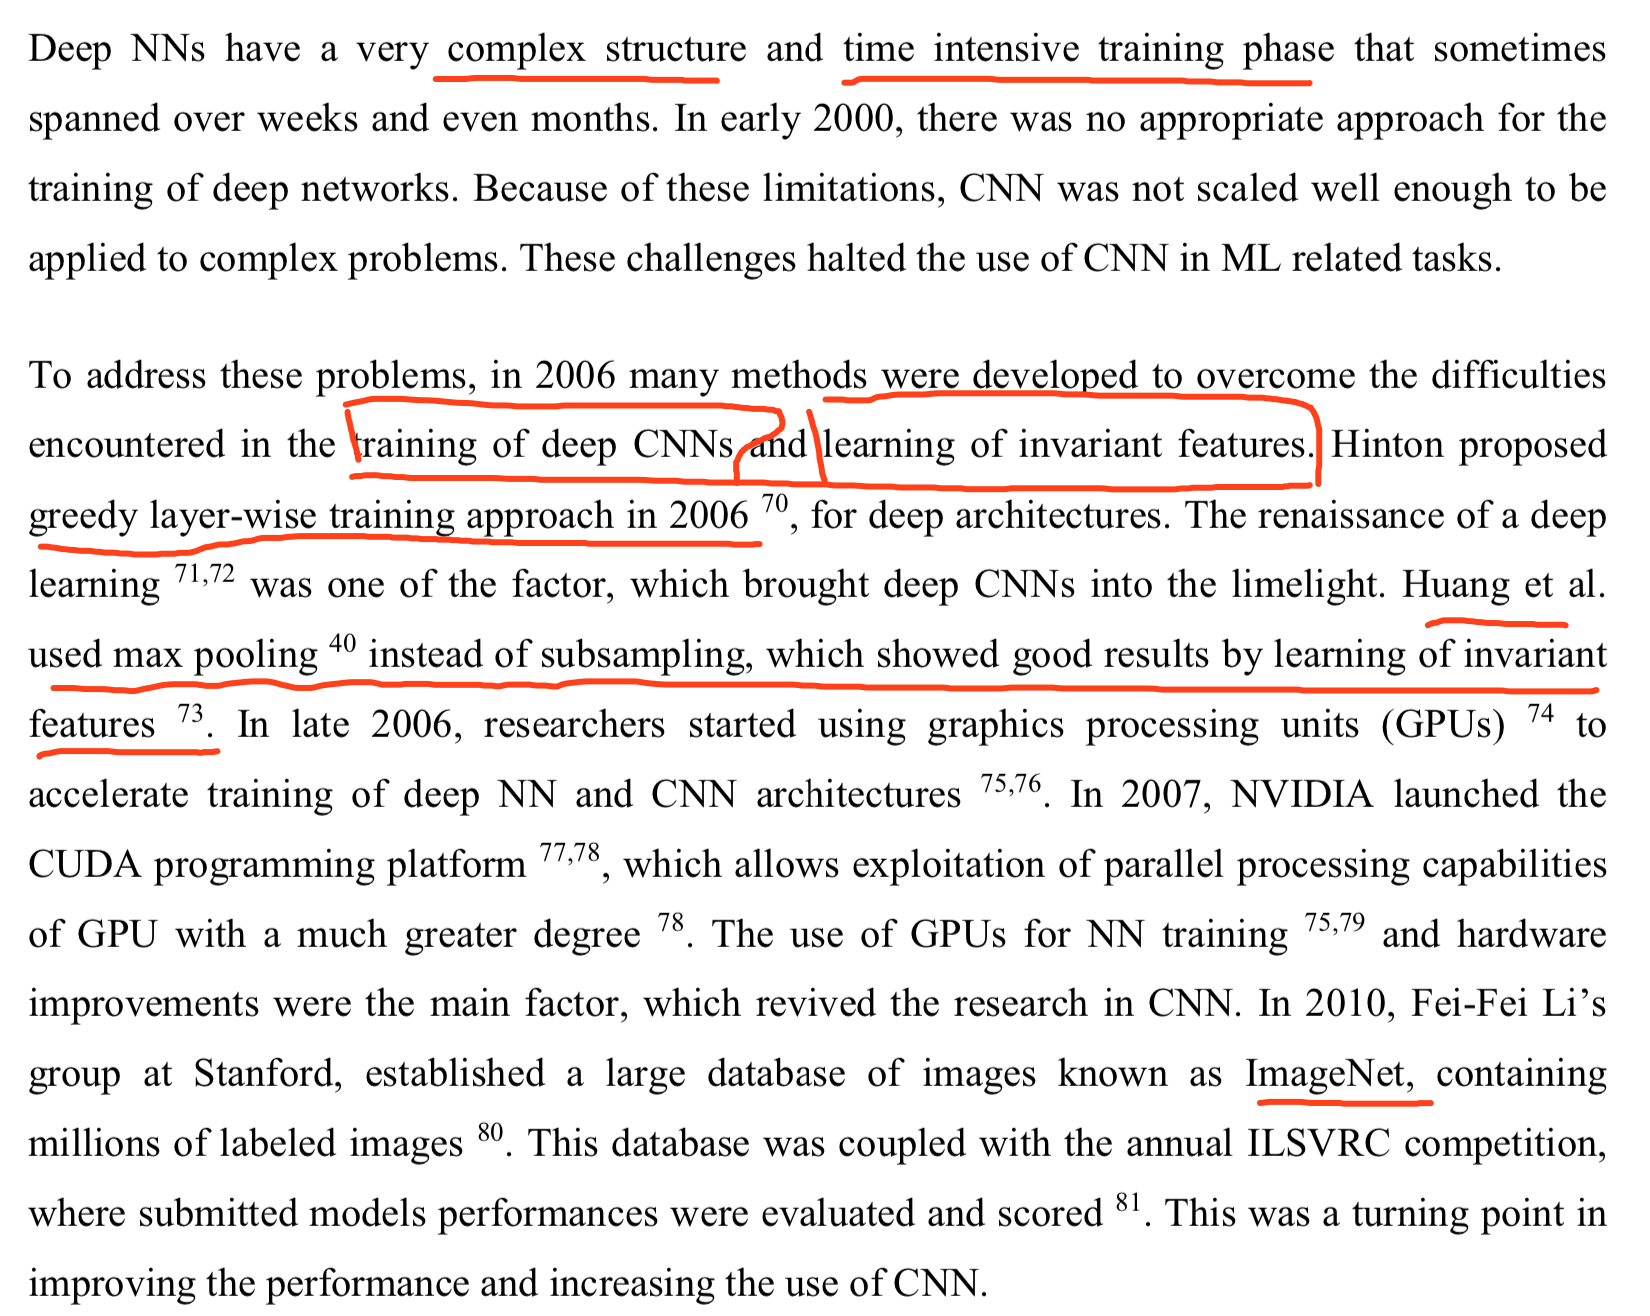 Deep NNs have a very complex structure and time intensive training phase that sometimes
spanned over weeks and even months. In early 2000, there was no appropriate approach for the
training of deep networks. Because of these limitations, CNN was not scaled well enough to be
applied to complex problems. These challenges halted the use of CNN in ML related tasks.
To address these problems, in 2006 many methods were developed to overcome the difficulties
encountered in the training of deep CNNs and learning of invariant features. Hinton proposed
greedy layer-wise training approach in 2006 70, for deep architectures. The renaissance of a deep
learning 71,72 was one of the factor, which brought deep CNNs into the limelight. Huang et al.
used max pooling 40 instead of subsampling, which showed good results by learning of invariant
features 73. In late 2006, researchers started using graphics processing units (GPUs) 74 to
accelerate training of deep NN and CNN architectures 75,76. In 2007, NVIDIA launched the
CUDA programming platform 77,78, which allows exploitation of parallel processing capabilities
of GPU with a much greater degree 78. The use of GPUs for NN training 75,79 and hardware
improvements were the main factor, which revived the research in CNN. In 2010, Fei-Fei Li’s
group at Stanford, established a large database of images known as ImageNet, containing
millions of labeled images 80. This database was coupled with the annual ILSVRC competition,
where submitted models performances were evaluated and scored 81. This was a turning point in
improving the performance and increasing the use of CNN.